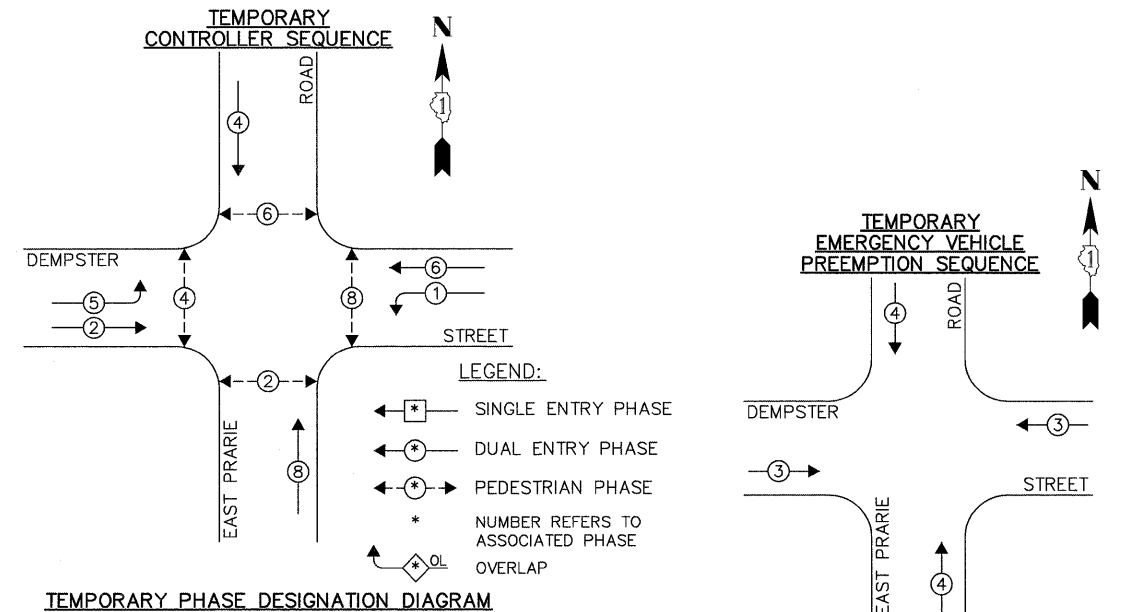 TEMPORARY
CONTROLLER SEQUENCE
N
1
ROAD
4
6
DEMPSTER
6
5
4
8
1
2
STREET
2
EAST PRARIE
8
LEGEND:
* SINGLE ENTRY PHASE
* DUAL ENTRY PHASE
* PEDESTRIAN PHASE
* NUMBER REFERS TO
ASSOCIATED PHASE
* OL OVERLAP
TEMPORARY PHASE DESIGNATION DIAGRAM
N
1
TEMPORARY
EMERGENCY VEHICLE
PREEMPTION SEQUENCE
4
ROAD
DEMPSTER
3
3
STREET
EAST PRARIE
4